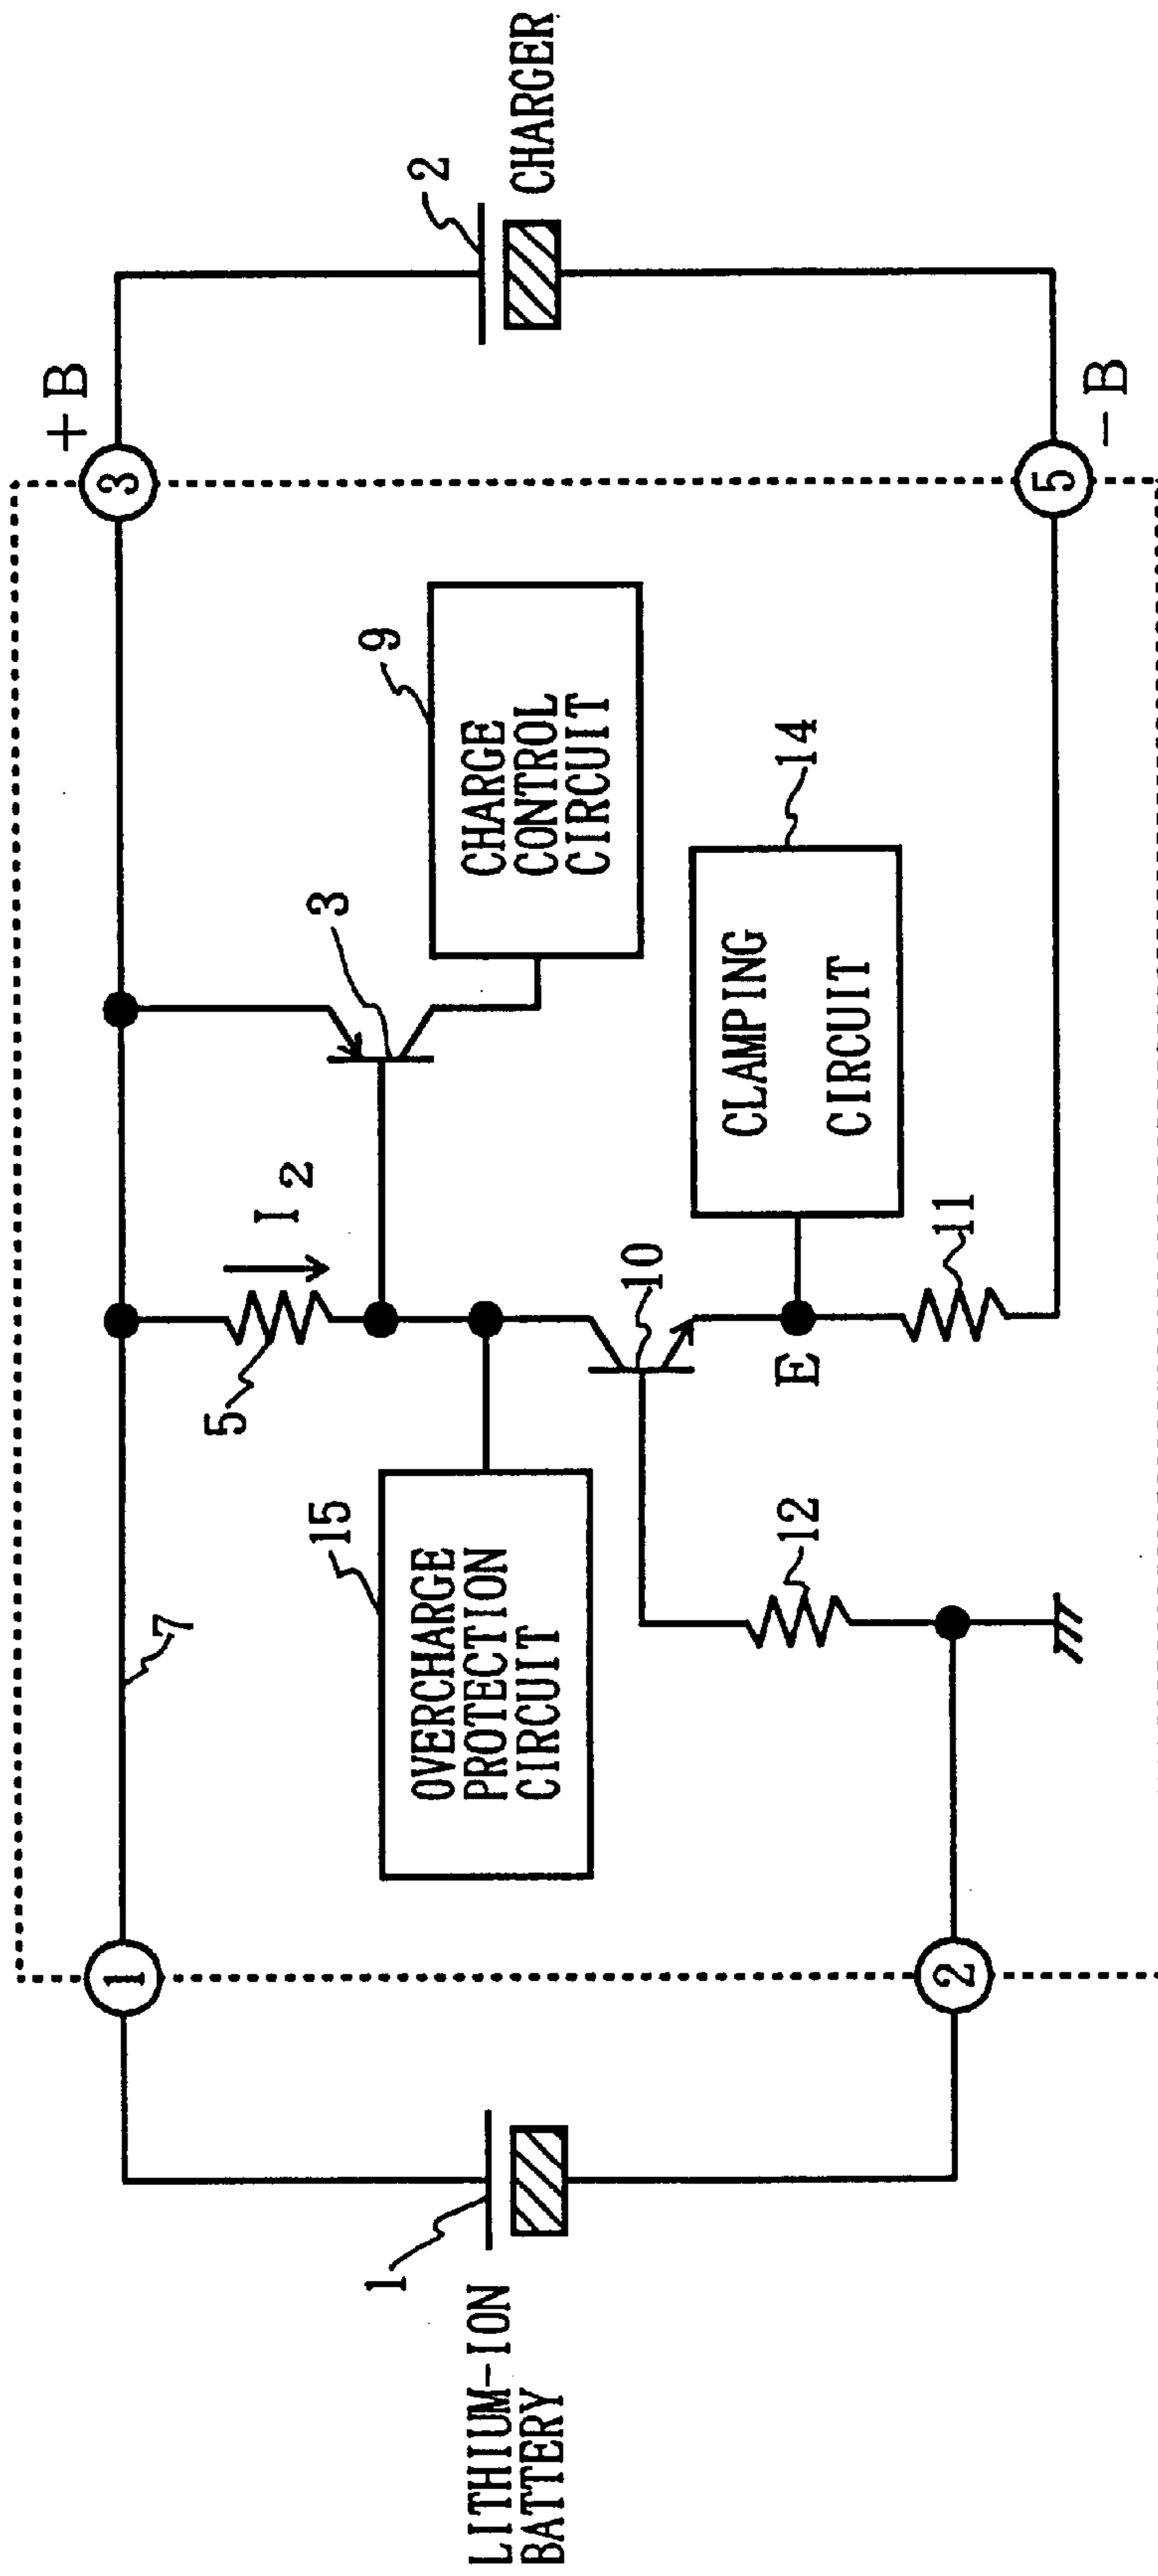 +B
3
3
1
7
I2
5
9
CHARGE
CONTROL
CIRCUIT
2
CHARGER
15
OVERCHARGE
PROTECTION
CIRCUIT
10
14
CLAMPING
CIRCUIT
1
LITHIUM-ION
BATTERY
12
E
11
2
5
-B